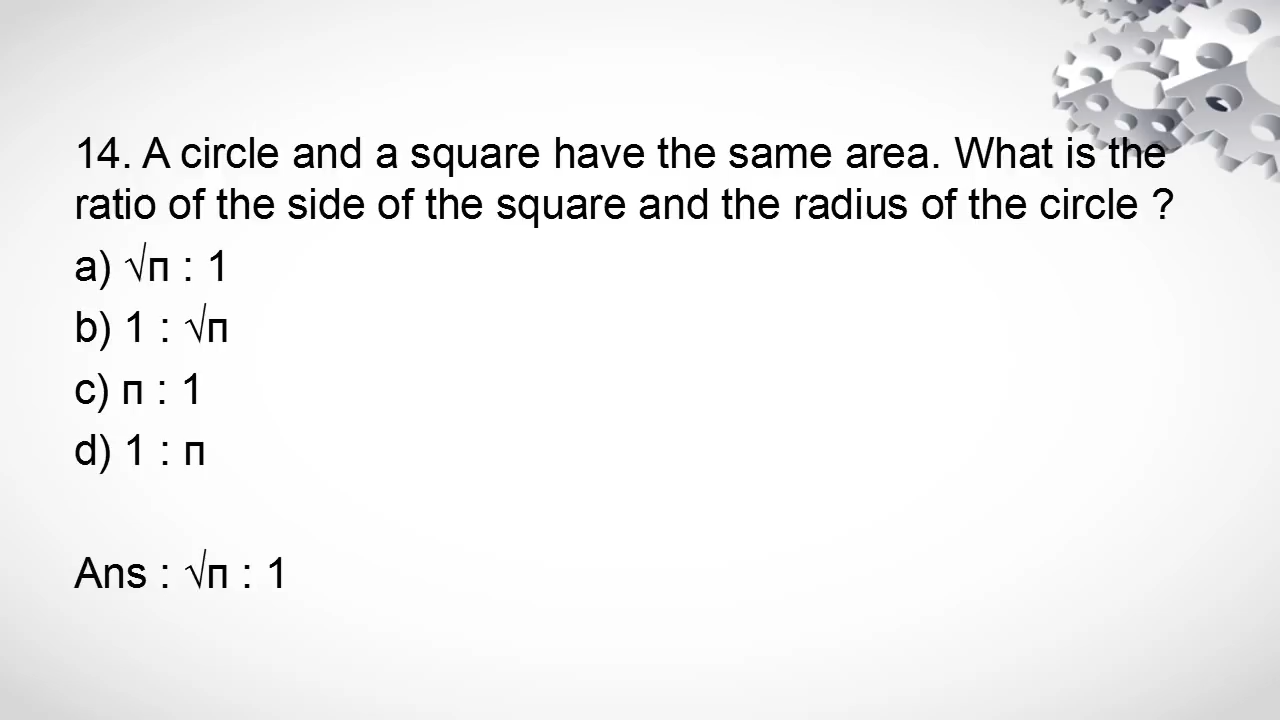 14. A circle and a square have the same area. What is the
ratio of the side of the square and the radius of the circle ?
a) √п : 1
b) 1 : √п
c) п : 1
d) 1 : п
Ans : √п : 1